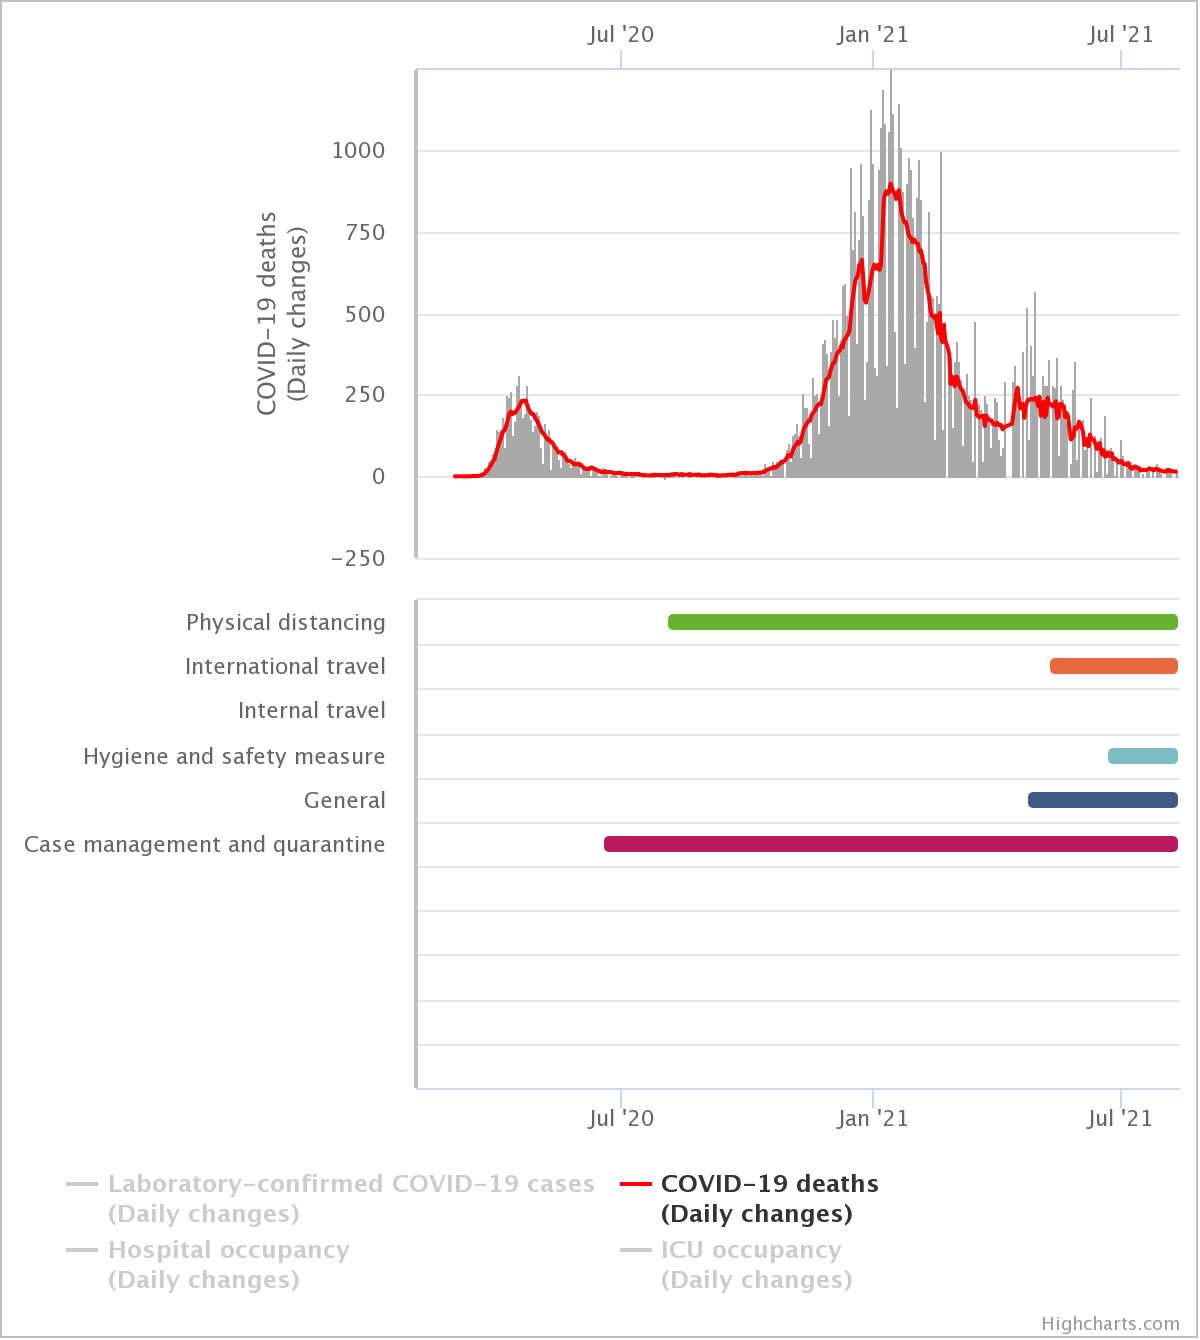 Jul '20 Jan '21 Jul '21
COVID-19 deaths
(Daily changes)
1000
750
500
250
0
-250
Physical distancing
International travel
Internal travel
Hygiene and safety measure
General
Case management and quarantine
Jul '20 Jan '21 Jul '21
Laboratory-confirmed COVID-19 cases
(Daily changes)
COVID-19 deaths
(Daily changes)
Hospital occupancy
(Daily changes)
ICU occupancy
(Daily changes)
Highcharts.com